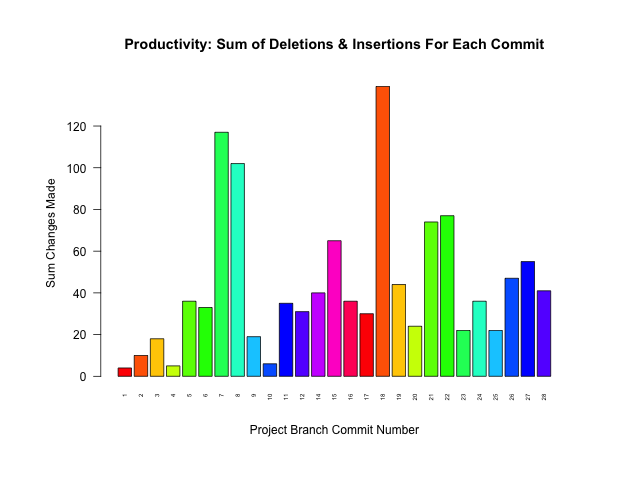 Productivity: Sum of Deletions & Insertions For Each Commit
Sum Changes Made
120
100
80
60
40
20
0
1 2 3 4 5 6 7 8 9 10 11 12 14 15 16 17 18 19 20 21 22 23 24 25 26 27 28
Project Branch Commit Number